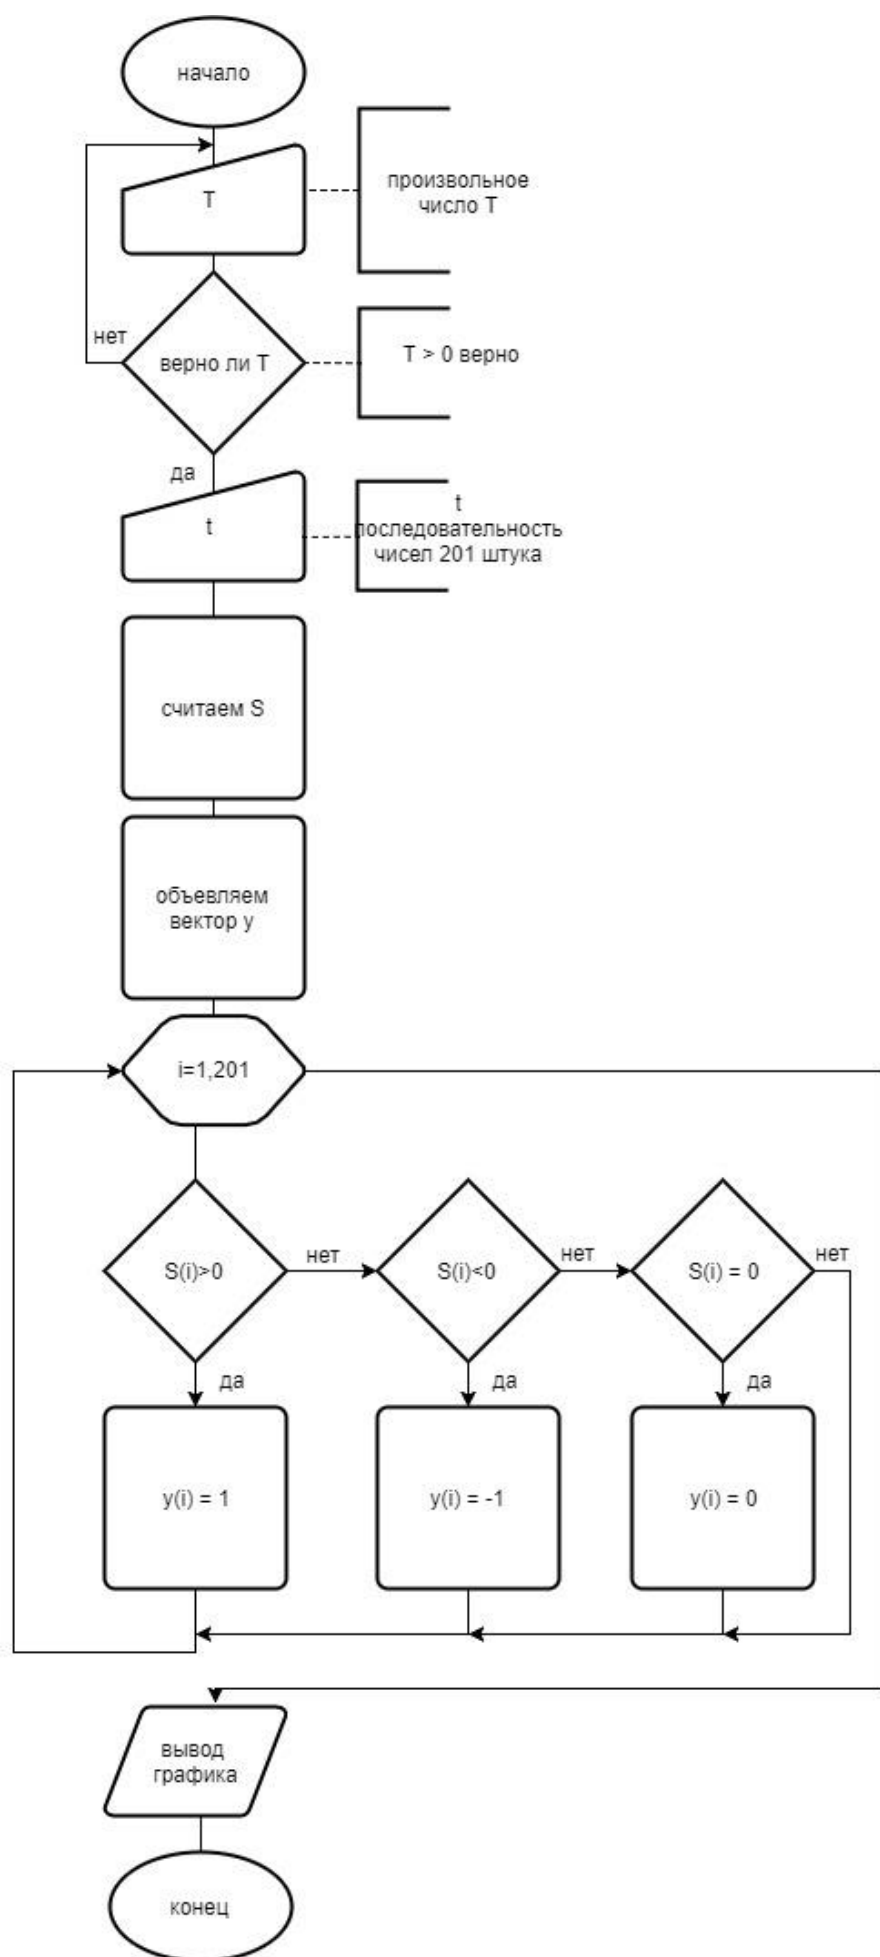 начало
T
произвольное
число T
нет
верно ли T
T > 0 верно
да
t
t
последовательность
чисел 201 штука
считаем S
объевляем
вектор y
i=1,201
S(i)>0
нет
S(i)<0
нет
S(i) = 0
нет
да
да
да
y(i) = 1
y(i) = -1
y(i) = 0
вывод
графика
конец